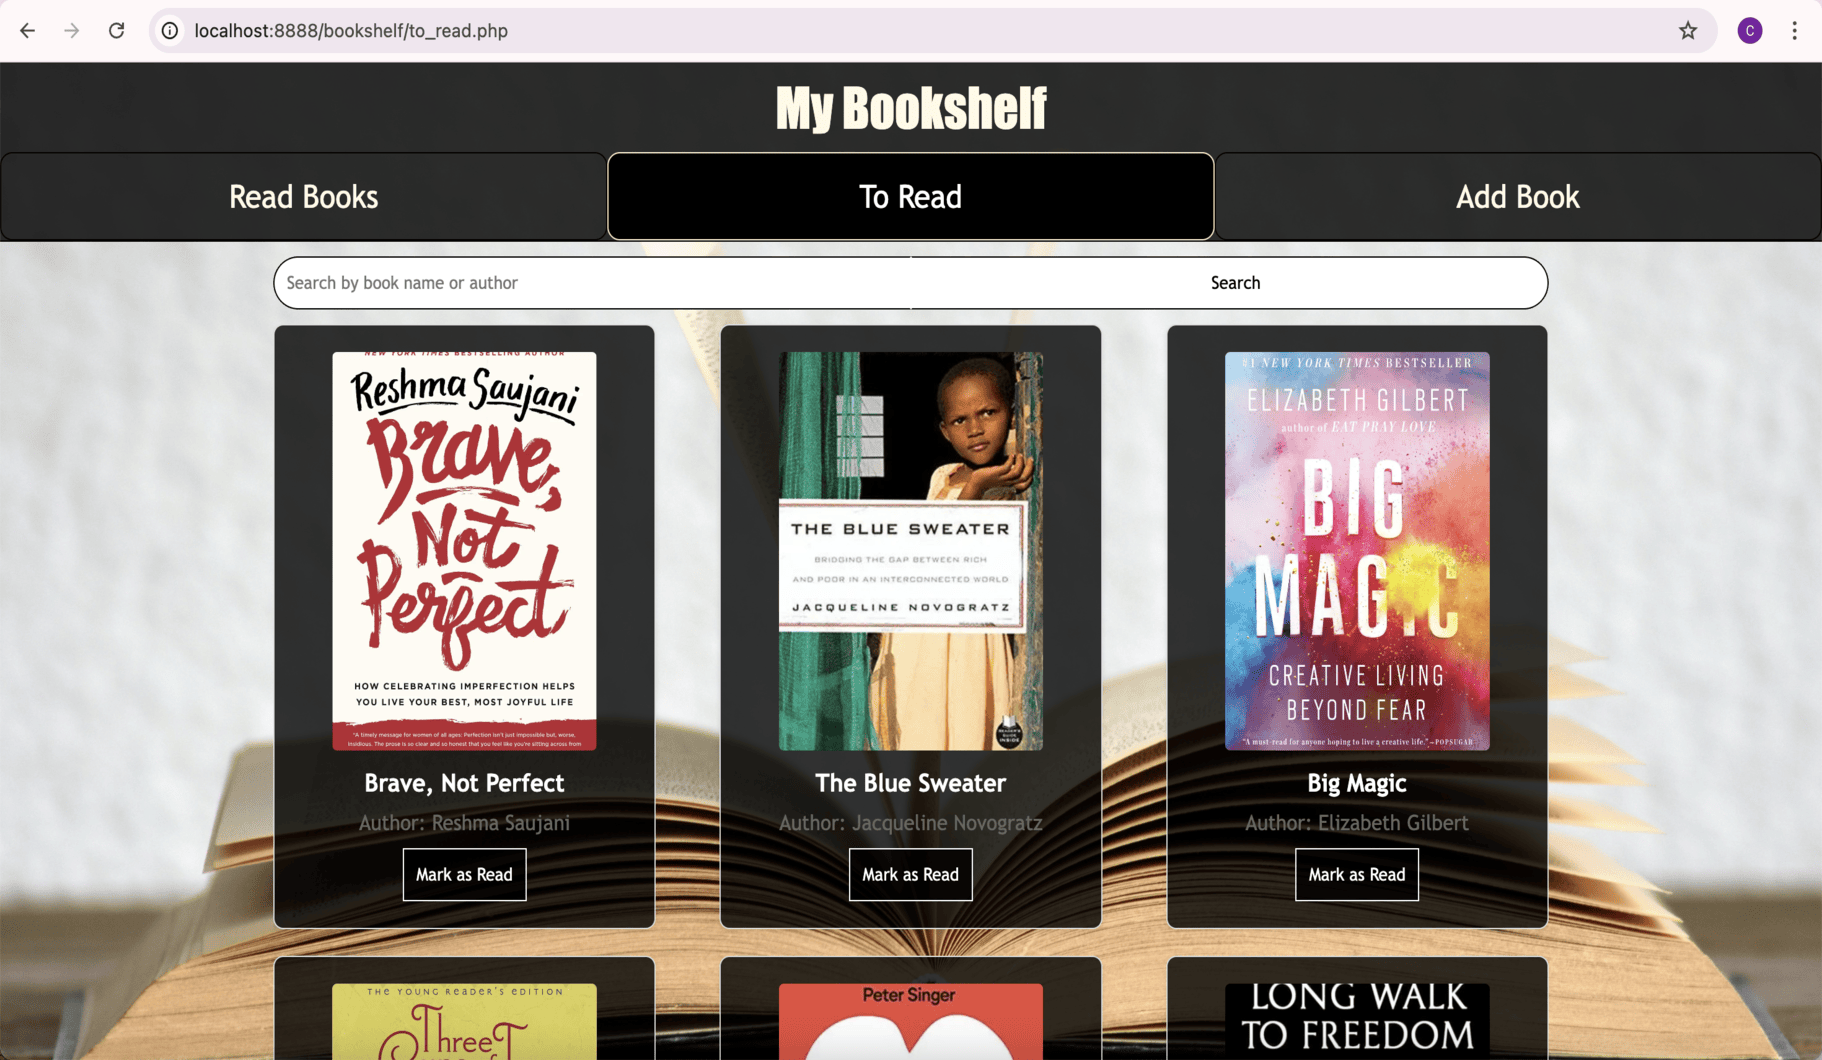 localhost:8888/bookshelf/to_read.php
C
My Bookshelf
Read Books
To Read
Add Book
Search by book name or author
Search
NEW YORK TIMES BESTSELLING AUTHOR
Reshma Saujani
Brave,
Not
Perfect
HOW CELEBRATING IMPERFECTION HELPS
YOU LIVE YOUR BEST, MOST JOYFUL LIFE
"A timely message for women of all ages: Perfection isn't just impossible but, worse,
insidious. The prose is so clear and so honest that you feel like you're sitting across from
Brave, Not Perfect
Author: Reshma Saujani
Mark as Read
THE BLUE SWEATER
BRIDGING THE GAP BETWEEN RICH
AND POOR IN AN INTERCONNECTED WORLD
JACQUELINE NOVOGRATZ
READER'S
GUIDE
INSIDE
The Blue Sweater
Author: Jacqueline Novogratz
Mark as Read
#1 NEW YORK TIMES BESTSELLER
ELIZABETH GILBERT
author of EAT PRAY LOVE
BIG
MAGIC
CREATIVE LIVING
BEYOND FEAR
"A must-read for anyone hoping to live a creative life." —POPSUGAR
Big Magic
Author: Elizabeth Gilbert
Mark as Read
THE YOUNG READER'S EDITION
Three
Peter Singer
LONG WALK
TO FREEDOM